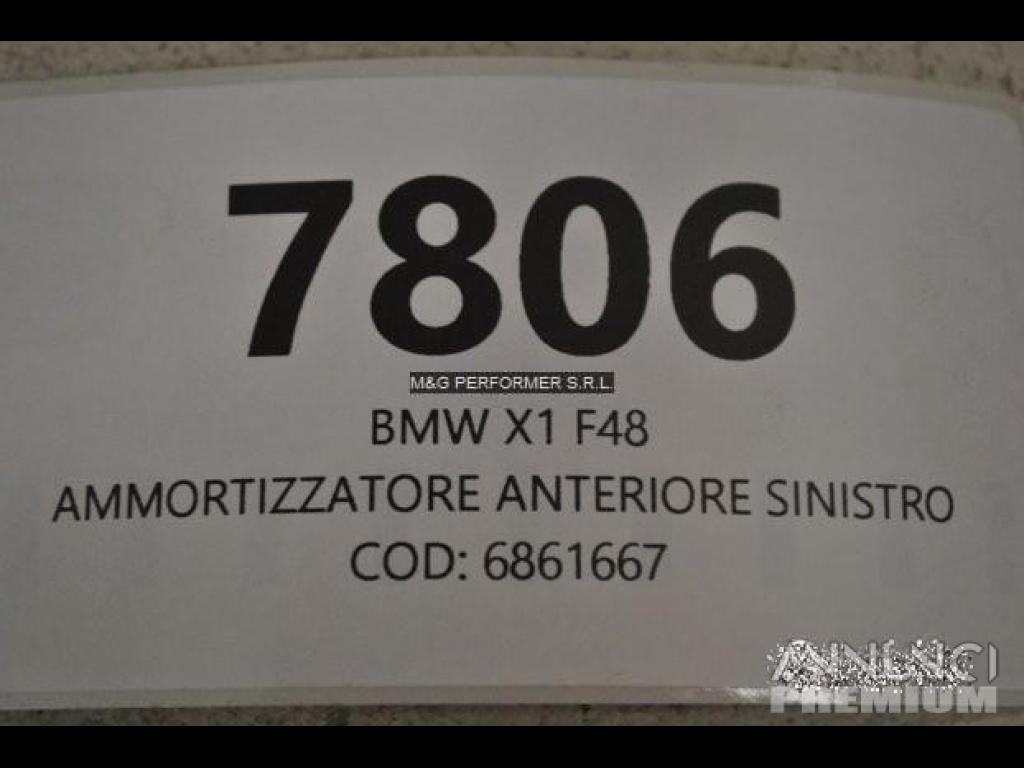 7806
M&G PERFORMER S.R.L.
BMW X1 F48
AMMORTIZZATORE ANTERIORE SINISTRO
COD: 6861667
ANNUNCI
PREMIUM